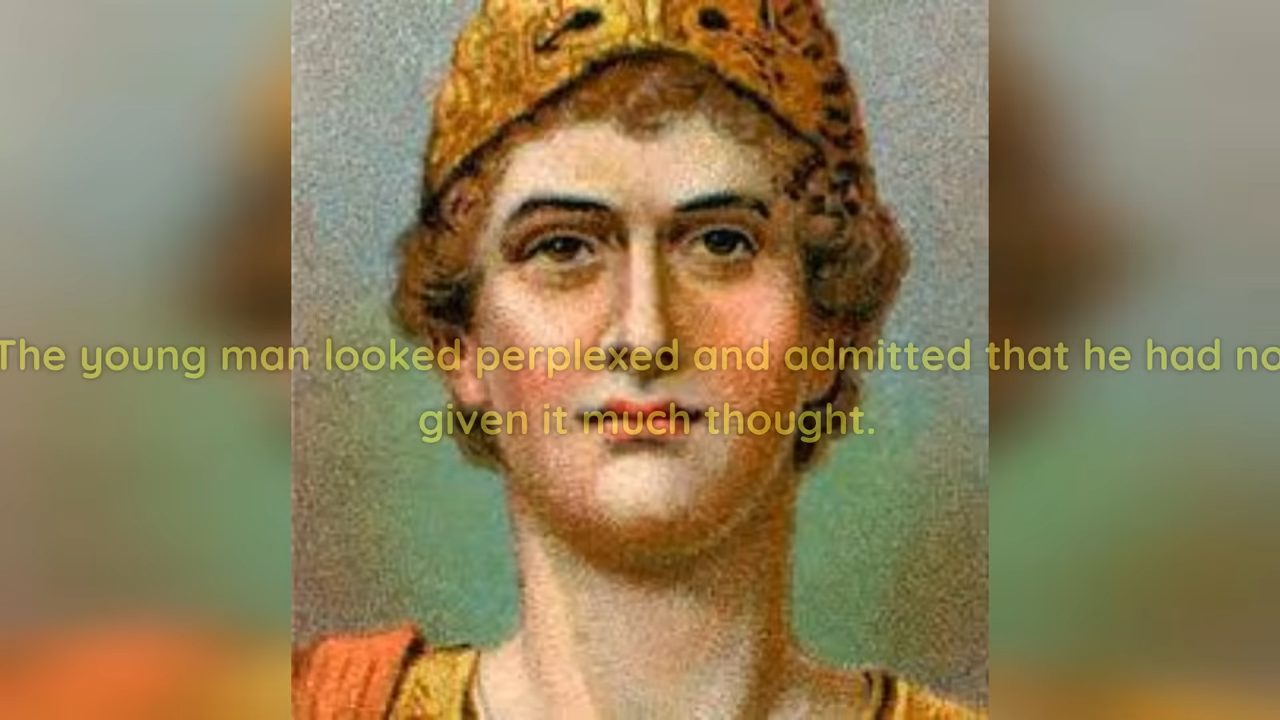 The young man looked perplexed and admitted that he had no
given it much thought.